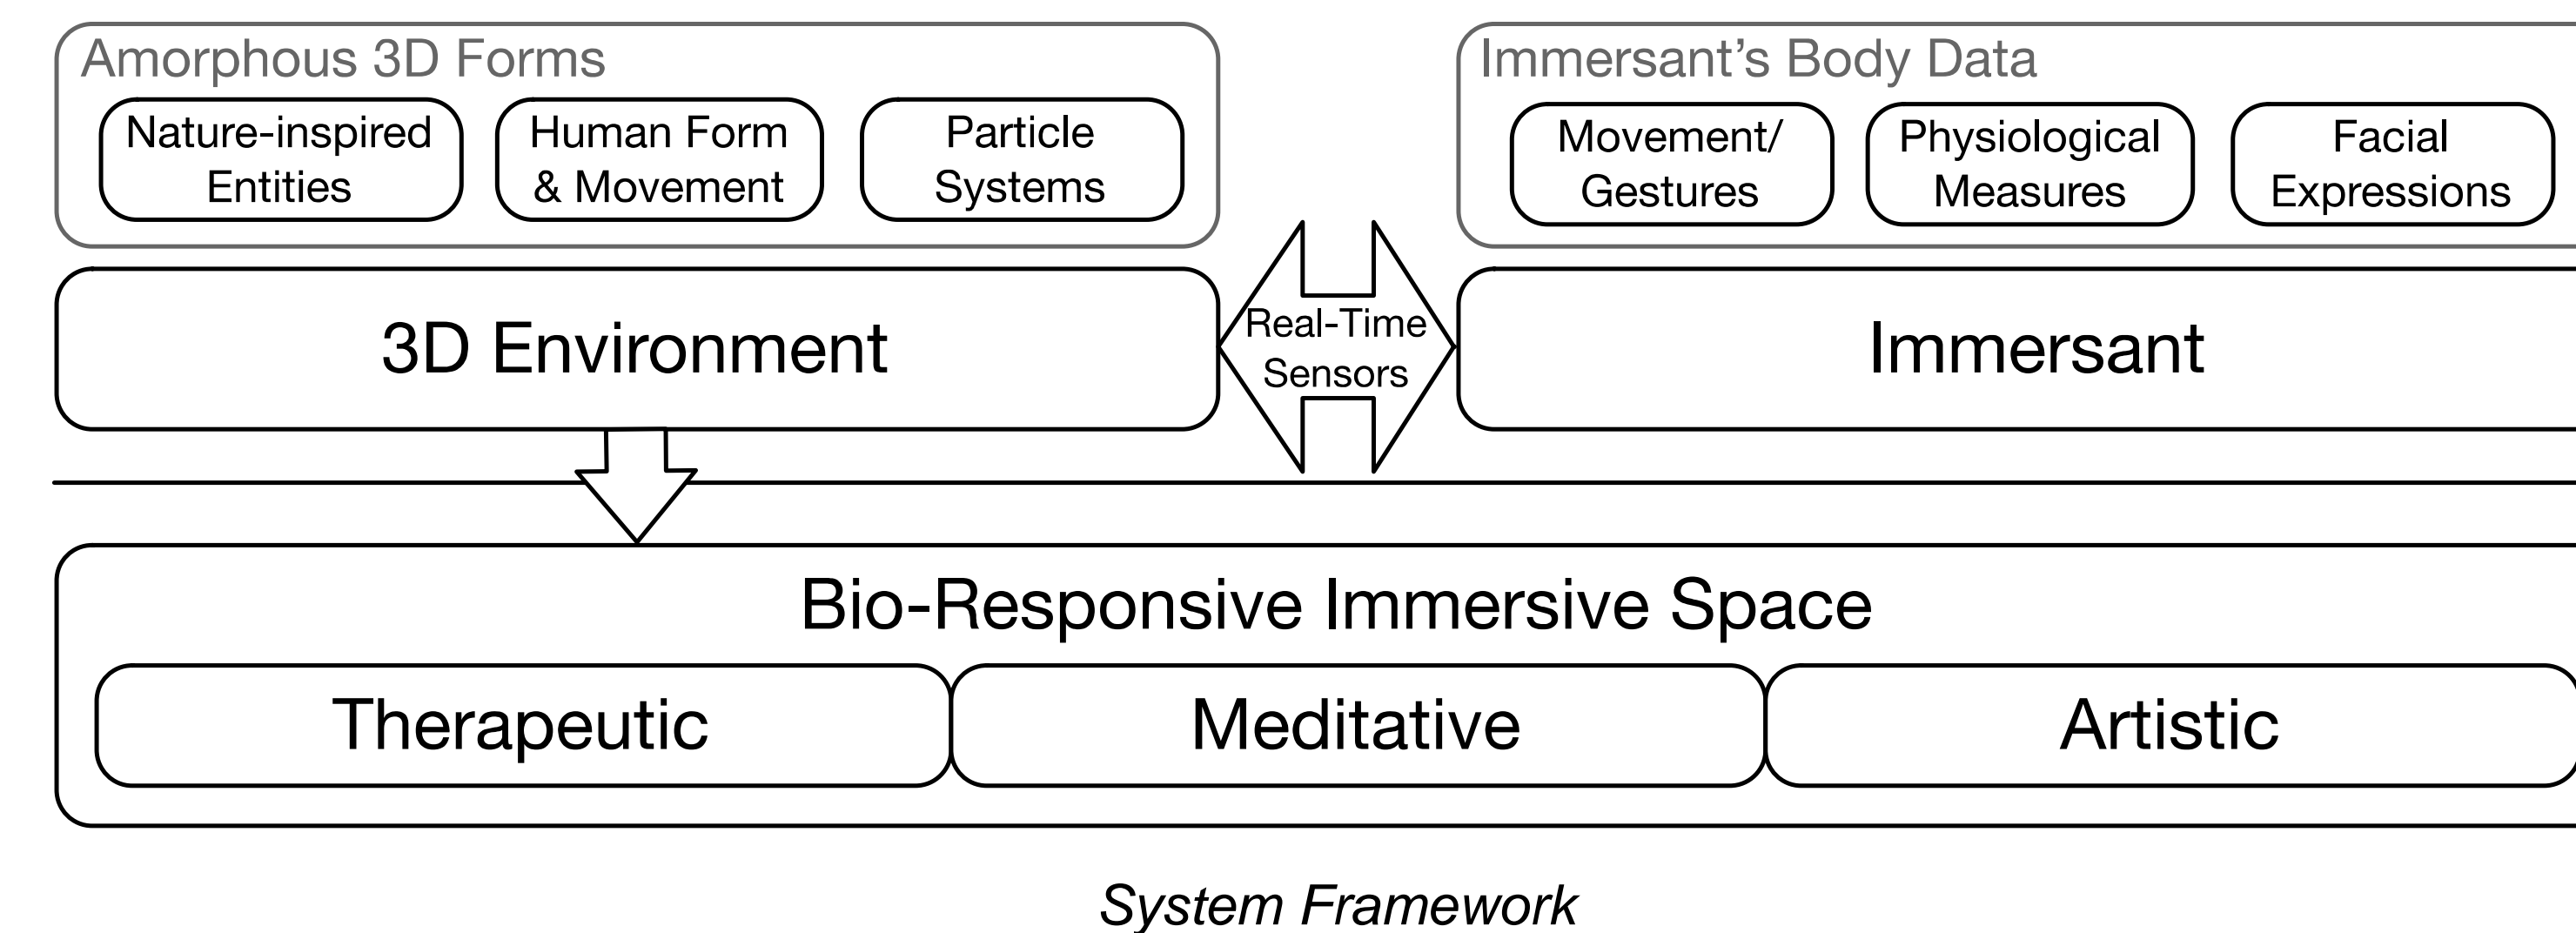 Amorphous 3D Forms
Nature-inspired
Entities
Human Form
& Movement
Particle
Systems
Immersant’s Body Data
Movement/
Gestures
Physiological
Measures
Facial
Expressions
3D Environment
Real-Time
Sensors
Immersant
Bio-Responsive Immersive Space
Therapeutic
Meditative
Artistic
System Framework